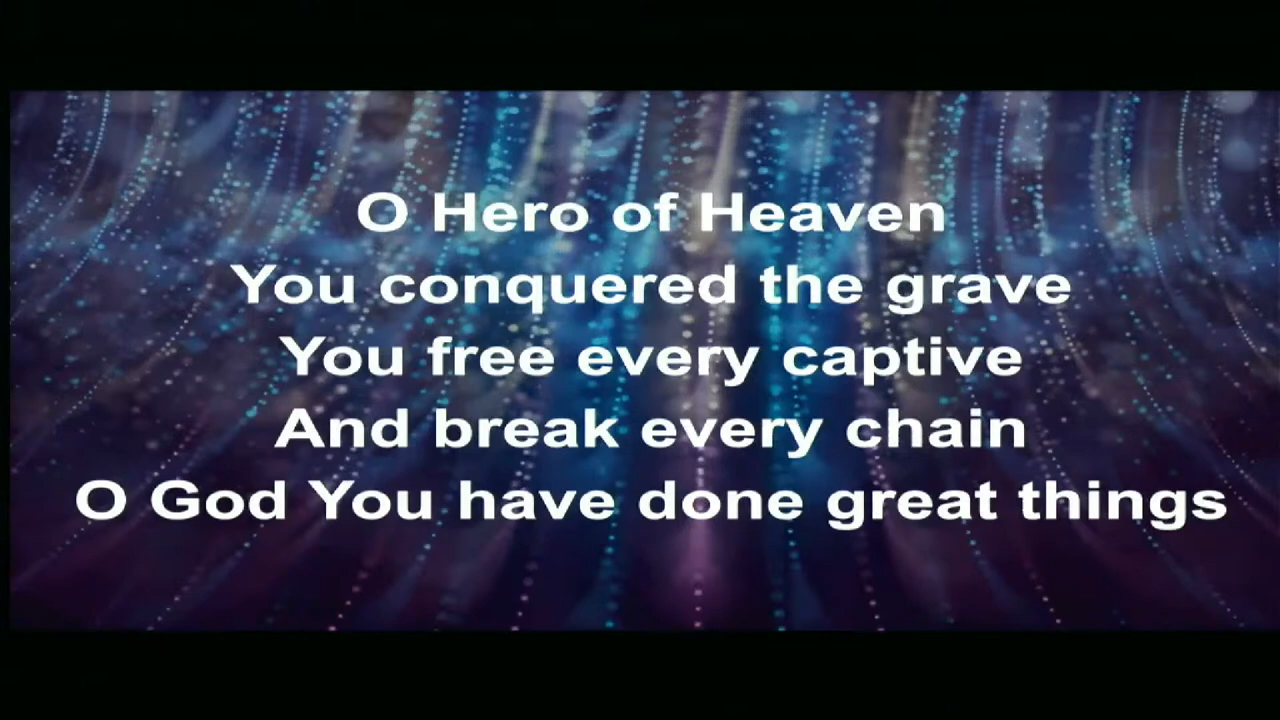 O Hero of Heaven
You conquered the grave
You free every captive
And break every chain
O God You have done great things